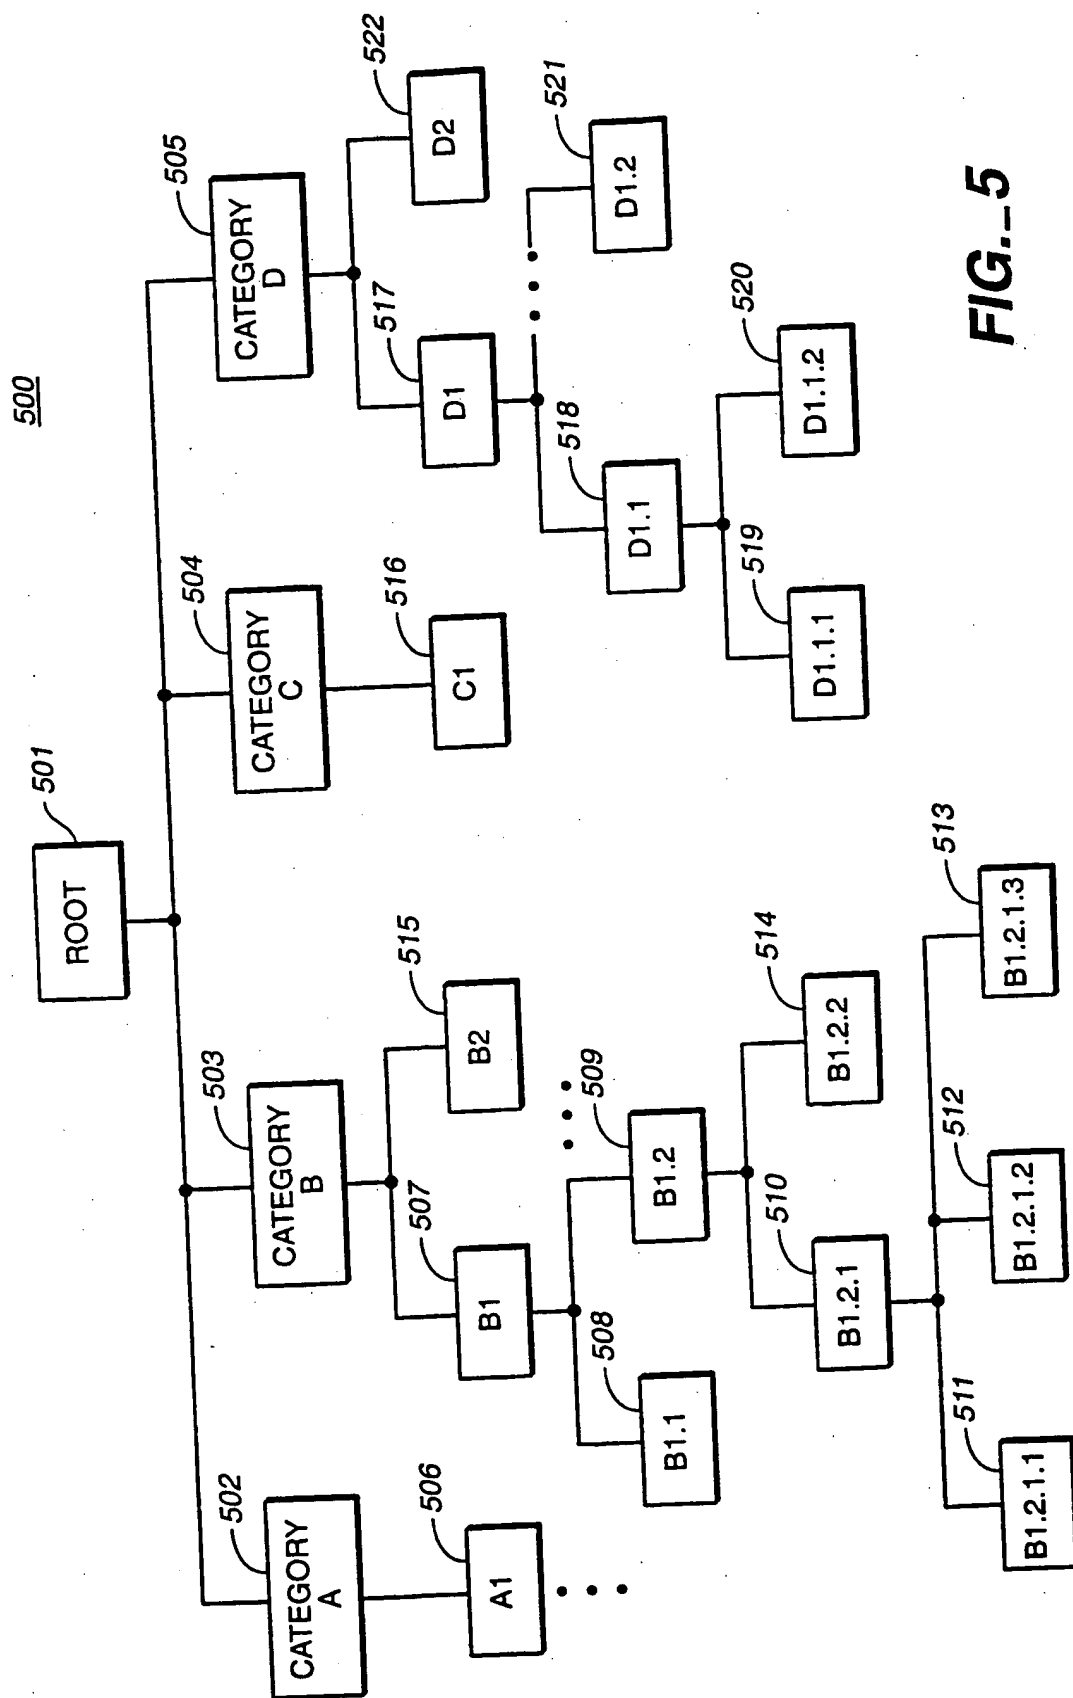 500
ROOT
501
CATEGORY
A
502
CATEGORY
B
503
CATEGORY
C
504
CATEGORY
D
505
A1
506
B1
507
B2
515
C1
516
D1
517
D2
522
B1.1
508
B1.2
509
D1.1
518
D1.2
521
B1.2.1
510
B1.2.2
514
D1.1.1
519
D1.1.2
520
B1.2.1.1
511
B1.2.1.2
512
B1.2.1.3
513
FIG._5